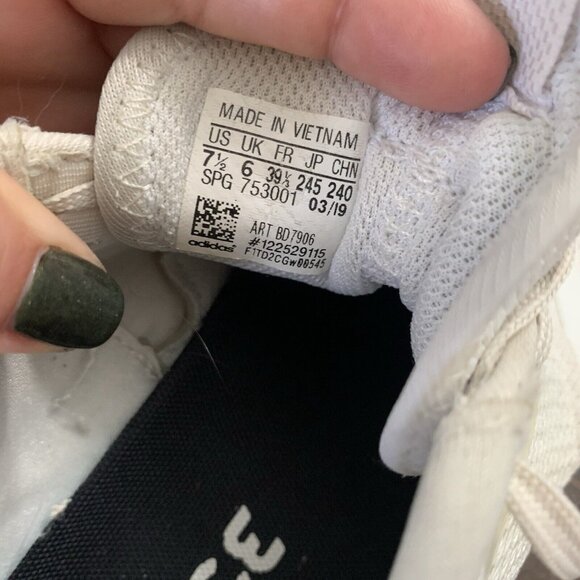 MADE IN VIETNAM
US UK FR JP CHN
7½ 6 39⅓ 245 240
SPG 753001 03/19
ART BD7906
#122529115
adidas F1TD2CGW00545